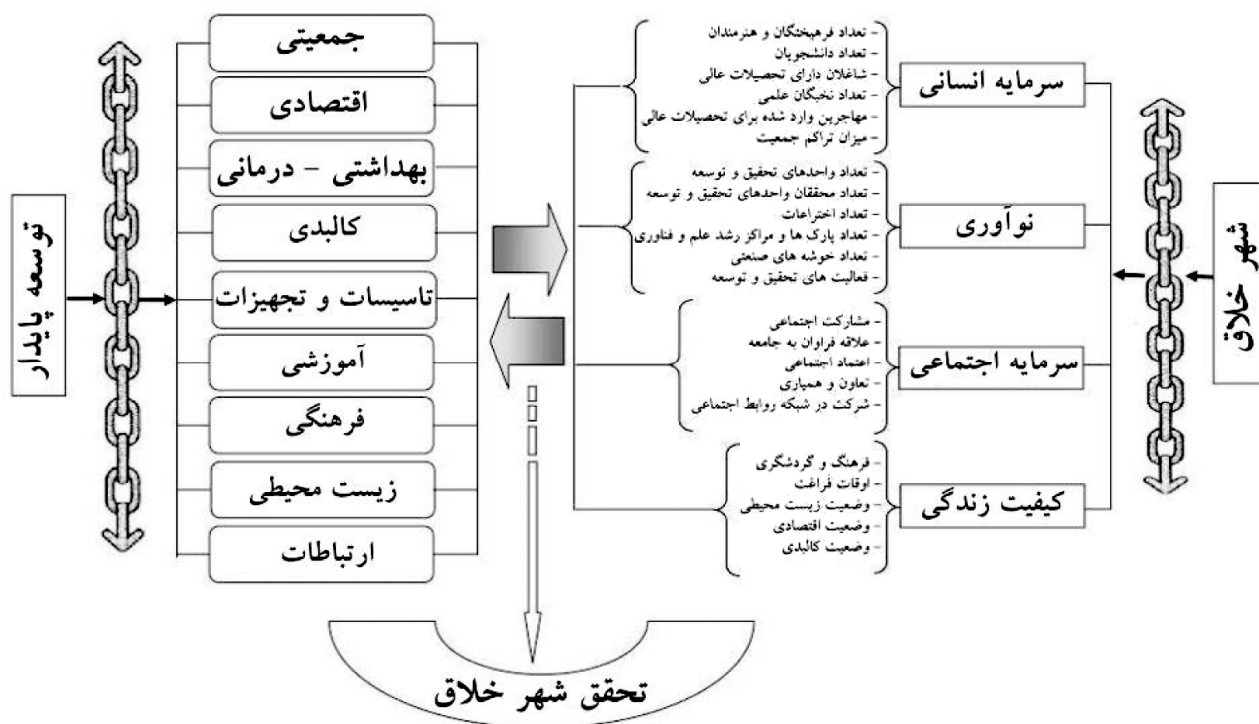 شهر خلاق
سرمایه انسانی
- تعداد فرهیختگان و هنرمندان
- تعداد دانشجویان
- شاغلان دارای تحصیلات عالی
- تعداد نخبگان علمی
- مهاجرین وارد شده برای تحصیلات عالی
- میزان تراکم جمعیت
نوآوری
- تعداد واحدهای تحقیق و توسعه
- تعداد محققان واحدهای تحقیق و توسعه
- تعداد اختراعات
- تعداد پارک ها و مراکز رشد علم و فناوری
- تعداد خوشه های صنعتی
- فعالیت های تحقیق و توسعه
سرمایه اجتماعی
- مشارکت اجتماعی
- علاقه فراوان به جامعه
- اعتماد اجتماعی
- تعاون و همیاری
- شرکت در شبکه روابط اجتماعی
کیفیت زندگی
- فرهنگ و گردشگری
- اوقات فراغت
- وضعیت زیست محیطی
- وضعیت اقتصادی
- وضعیت کالبدی
جمعیتی
اقتصادی
بهداشتی - درمانی
کالبدی
تاسیسات و تجهیزات
آموزشی
فرهنگی
زیست محیطی
ارتباطات
توسعه پایدار
تحقق شهر خلاق